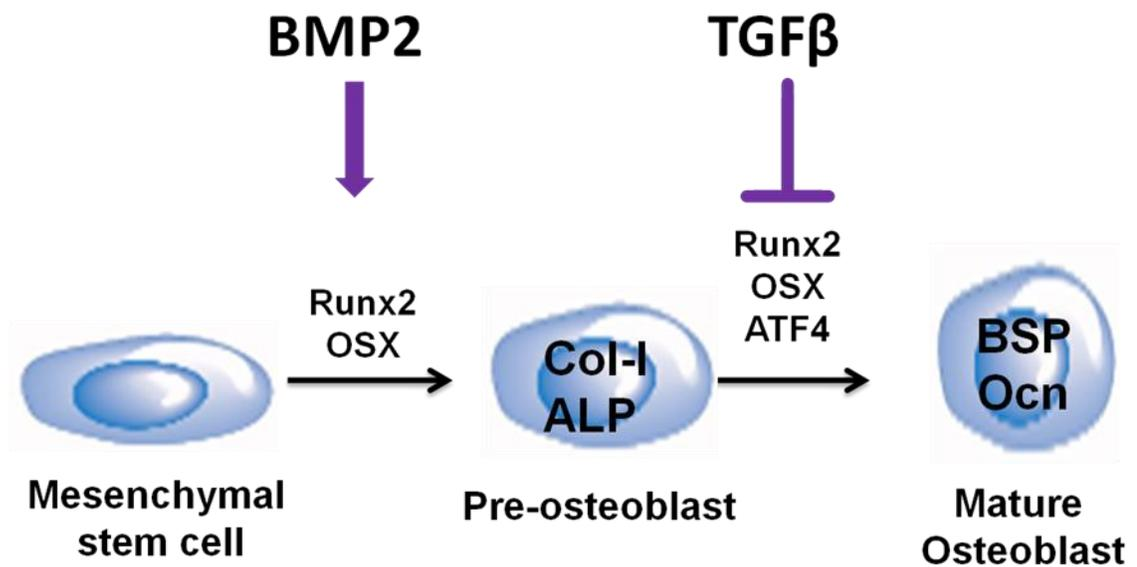 BMP2
TGFβ
Runx2
OSX
Runx2
OSX
ATF4
Col-I
ALP
BSP
Ocn
Mesenchymal
stem cell
Pre-osteoblast
Mature
Osteoblast